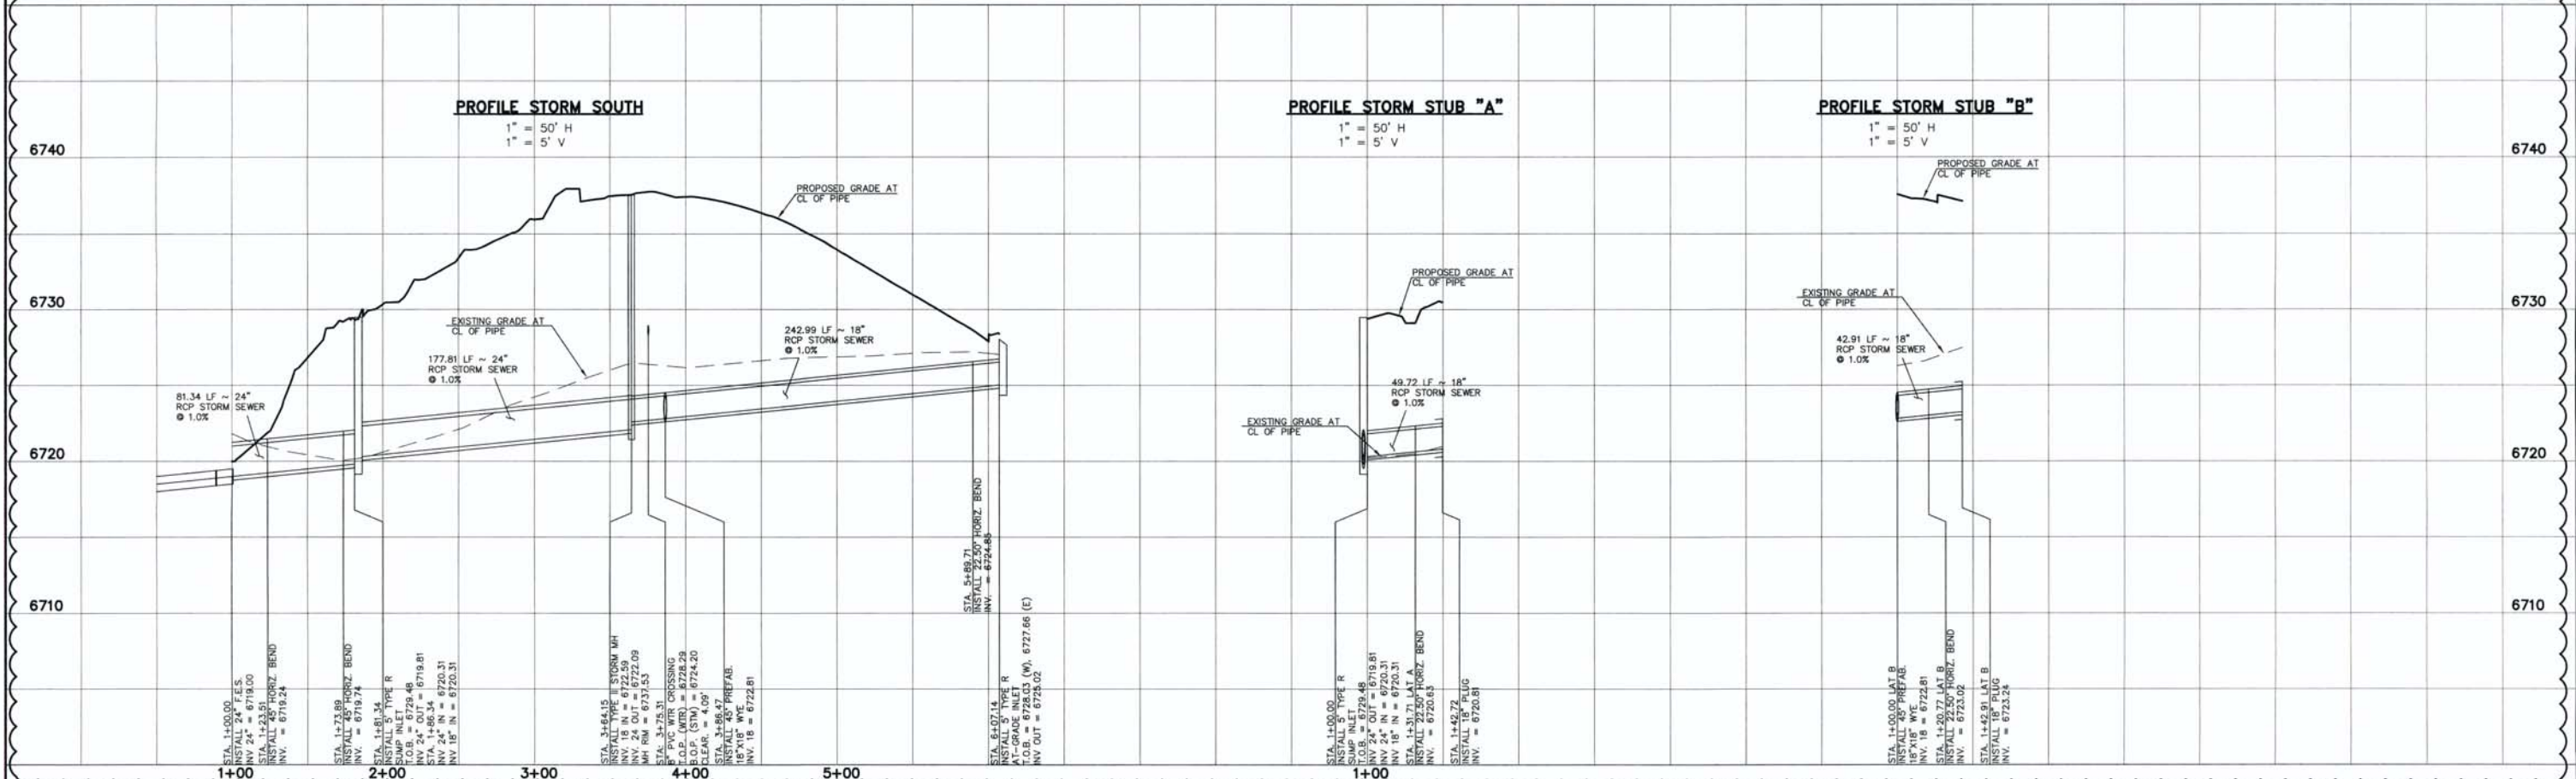 PROFILE STORM SOUTH
1" = 50' H
1" = 5' V
PROFILE STORM STUB "A"
1" = 50' H
1" = 5' V
PROFILE STORM STUB "B"
1" = 50' H
1" = 5' V
6740
6740
6730
6730
6720
6720
6710
6710
PROPOSED GRADE AT
CL OF PIPE
EXISTING GRADE AT
CL OF PIPE
177.81 LF ~ 24"
RCP STORM SEWER
@ 1.0%
242.99 LF ~ 18"
RCP STORM SEWER
@ 1.0%
81.34 LF ~ 24"
RCP STORM SEWER
@ 1.0%
PROPOSED GRADE AT
CL OF PIPE
49.72 LF ~ 18"
RCP STORM SEWER
@ 1.0%
EXISTING GRADE AT
CL OF PIPE
PROPOSED GRADE AT
CL OF PIPE
EXISTING GRADE AT
CL OF PIPE
42.91 LF ~ 18"
RCP STORM SEWER
@ 1.0%
STA. 1+00.00
INSTALL 24" F.E.S.
INV 24" = 6719.00
STA. 1+23.51
INSTALL 45° HORIZ. BEND
INV. = 6719.24
STA. 1+73.89
INSTALL 45° HORIZ. BEND
INV. = 6719.74
STA. 1+81.34
INSTALL 5' TYPE R
SUMP INLET
T.O.B. = 6729.48
INV 24" OUT = 6719.81
STA. 1+86.34
INV 24" IN = 6720.31
INV 18" IN = 6720.31
STA. 3+64.15
INSTALL TYPE II STORM MH
INV. 18 IN = 6722.59
INV. 24 OUT = 6722.09
MH RIM = 6737.53
STA: 3+75.31
8" PVC WTR CROSSING
T.O.P. (WTR) = 6728.29
B.O.P. (STM) = 6724.20
CLEAR. = 4.09'
STA. 3+86.47
INSTALL 45° PREFAB.
18"X18" WYE
INV. 18 = 6722.81
STA. 5+89.71
INSTALL 22.50° HORIZ. BEND
INV. = 6724.85
STA. 6+07.14
INSTALL 5' TYPE R
AT-GRADE INLET
T.O.B. = 6728.03 (W), 6727.66 (E)
INV OUT = 6725.02
STA. 1+00.00
INSTALL 5' TYPE R
SUMP INLET
T.O.B. = 6729.48
INV 24" OUT = 6719.81
INV 24" IN = 6720.31
INV 18" IN = 6720.31
STA. 1+31.71 LAT A
INSTALL 22.50° HORIZ. BEND
INV. = 6720.63
STA. 1+42.72
INSTALL 18" PLUG
INV. = 6720.81
STA. 1+00.00 LAT B
INSTALL 45° PREFAB.
18"X18" WYE
INV. 18 = 6722.81
STA. 1+20.77 LAT B
INSTALL 22.50° HORIZ. BEND
INV. = 6723.02
STA. 1+42.91 LAT B
INSTALL 18" PLUG
INV. = 6723.24
1+00
2+00
3+00
4+00
5+00
1+00